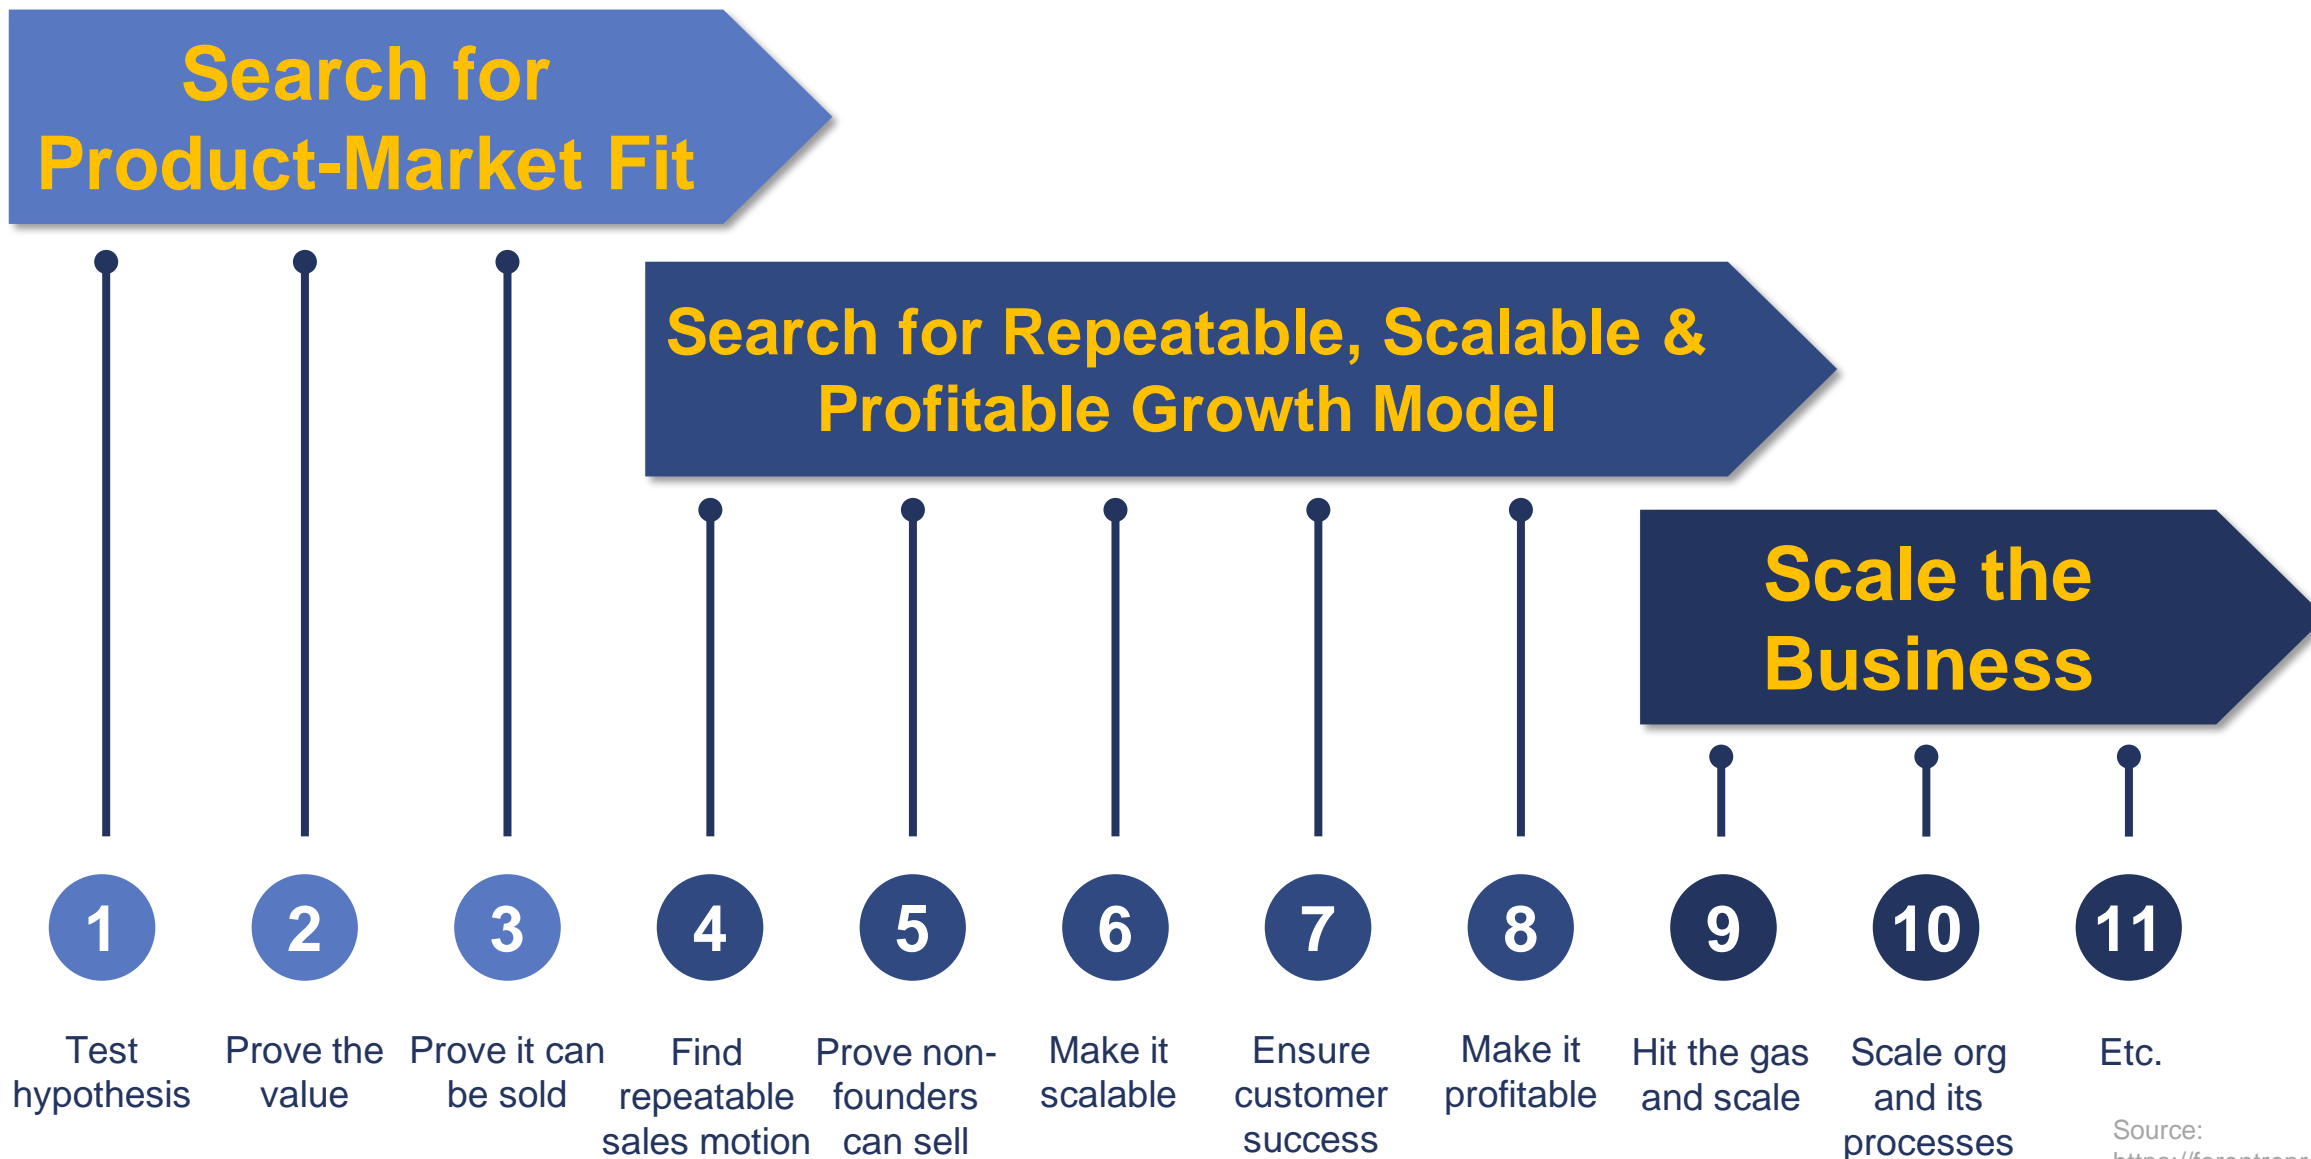 Search for
Product-Market Fit
Search for Repeatable, Scalable &
Profitable Growth Model
Scale the
Business
1
2
3
4
5
6
7
8
9
10
11
Test
hypothesis
Prove the
value
Prove it can
be sold
Find
repeatable
sales motion
Prove non-
founders
can sell
Make it
scalable
Ensure
customer
success
Make it
profitable
Hit the gas
and scale
Scale org
and its
processes
Etc.
Source: